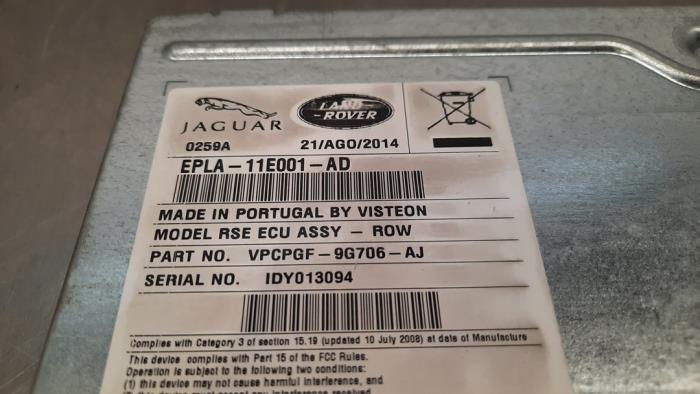 JAGUAR
LAND-
-ROVER
0259A 21/AGO/2014
EPLA-11E001-AD
MADE IN PORTUGAL BY VISTEON
MODEL RSE ECU ASSY - ROW
PART NO. VPCPGF-9G706-AJ
SERIAL NO. IDY013094
Complies with Category 3 of section 15.19 (updated 10 July 2008) at date of Manufacture
This device complies with Part 15 of the FCC Rules.
Operation is subject to the following two conditions:
(1) this device may not cause harmful interference, and